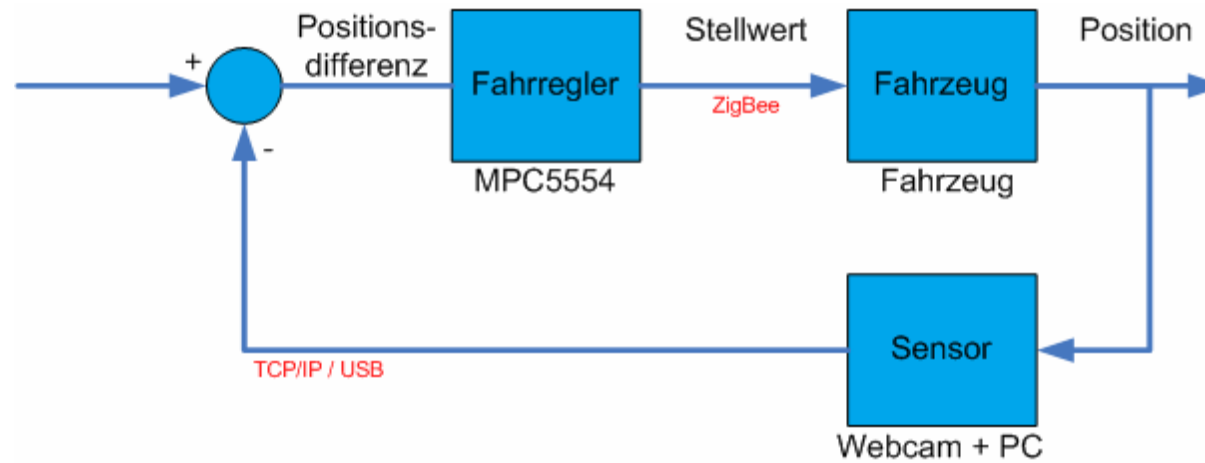 Positions-
differenz
Stellwert
Position
+
Fahrregler
Fahrzeug
ZigBee
-
MPC5554
Fahrzeug
Sensor
TCP/IP / USB
Webcam + PC